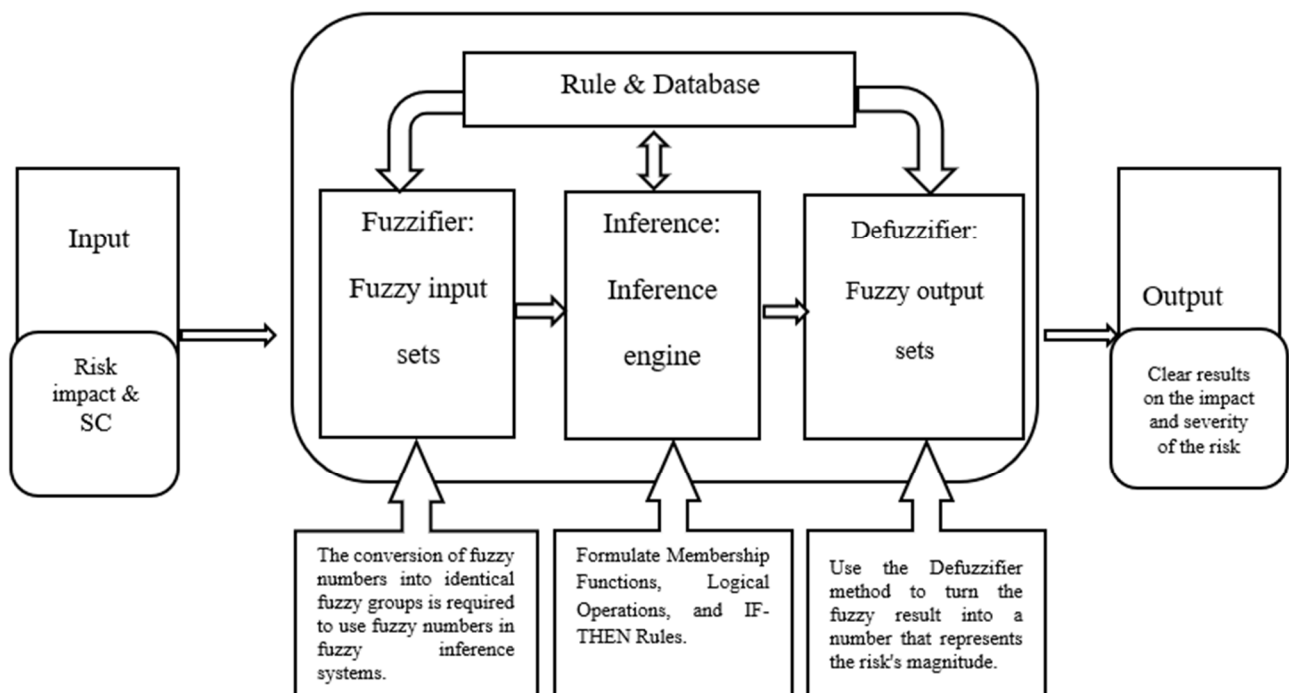 Rule & Database
Input
Risk
impact &
SC
Fuzzifier:
Fuzzy input
sets
Inference:
Inference
engine
Defuzzifier:
Fuzzy output
sets
Output
Clear results
on the impact
and severity
of the risk
The conversion of fuzzy
numbers into identical
fuzzy groups is required
to use fuzzy numbers in
fuzzy inference
systems.
Formulate Membership
Functions, Logical
Operations, and IF-
THEN Rules.
Use the Defuzzifier
method to turn the
fuzzy result into a
number that represents
the risk's magnitude.